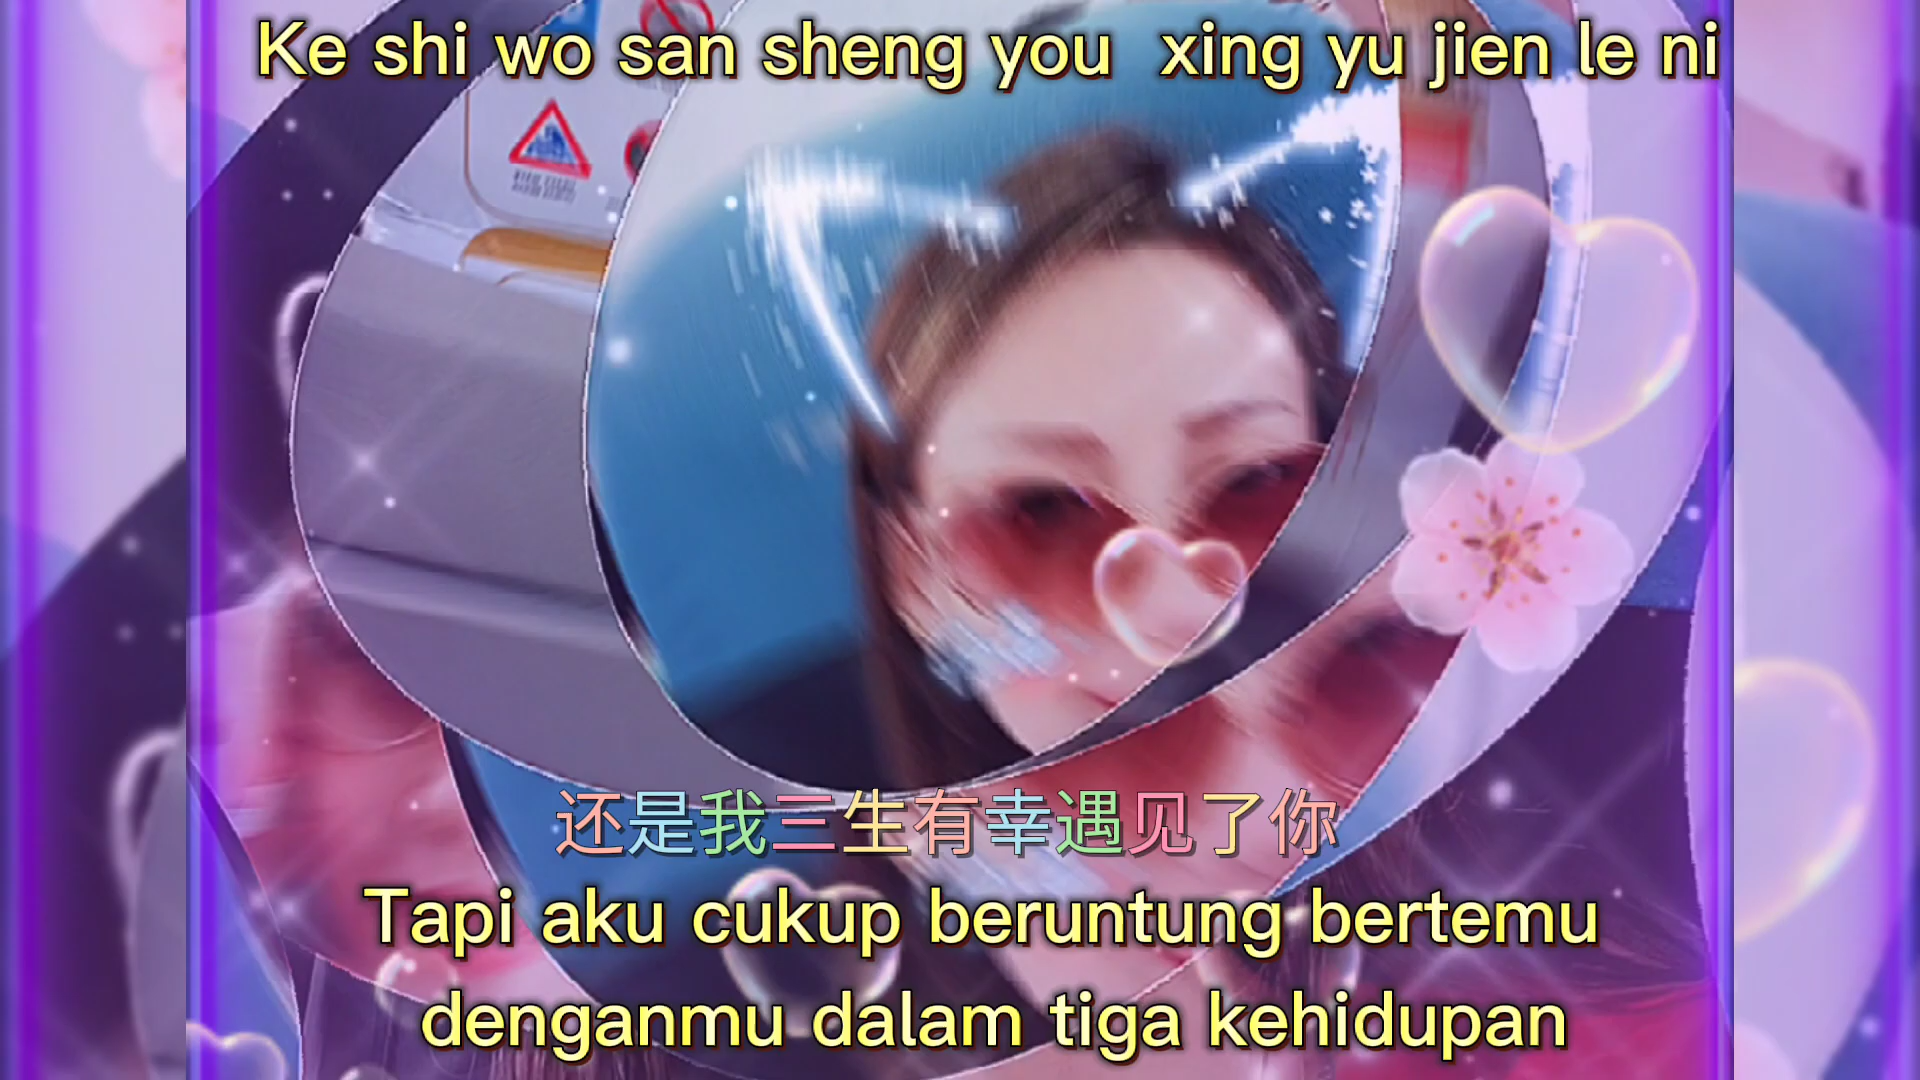 Ke shi wo san sheng you xing yu jien le ni
还是我三生有幸遇见了你
Tapi aku cukup beruntung bertemu
denganmu dalam tiga kehidupan